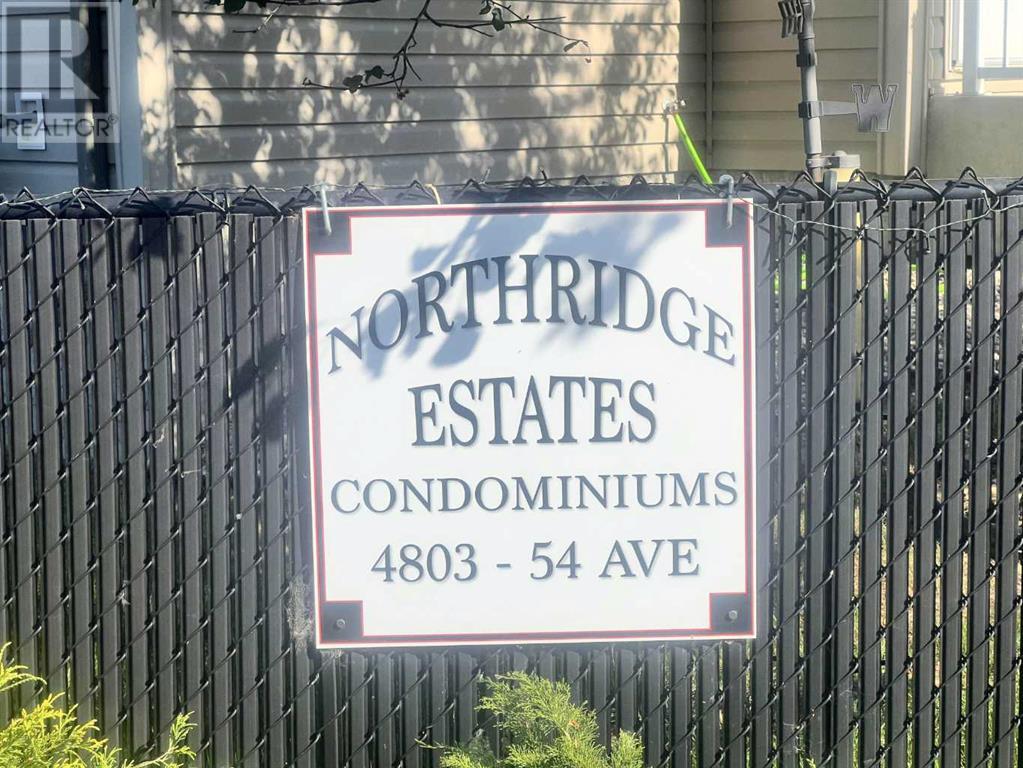 R
REALTOR®
W
NORTHRIDGE
ESTATES
CONDOMINIUMS
4803 - 54 AVE